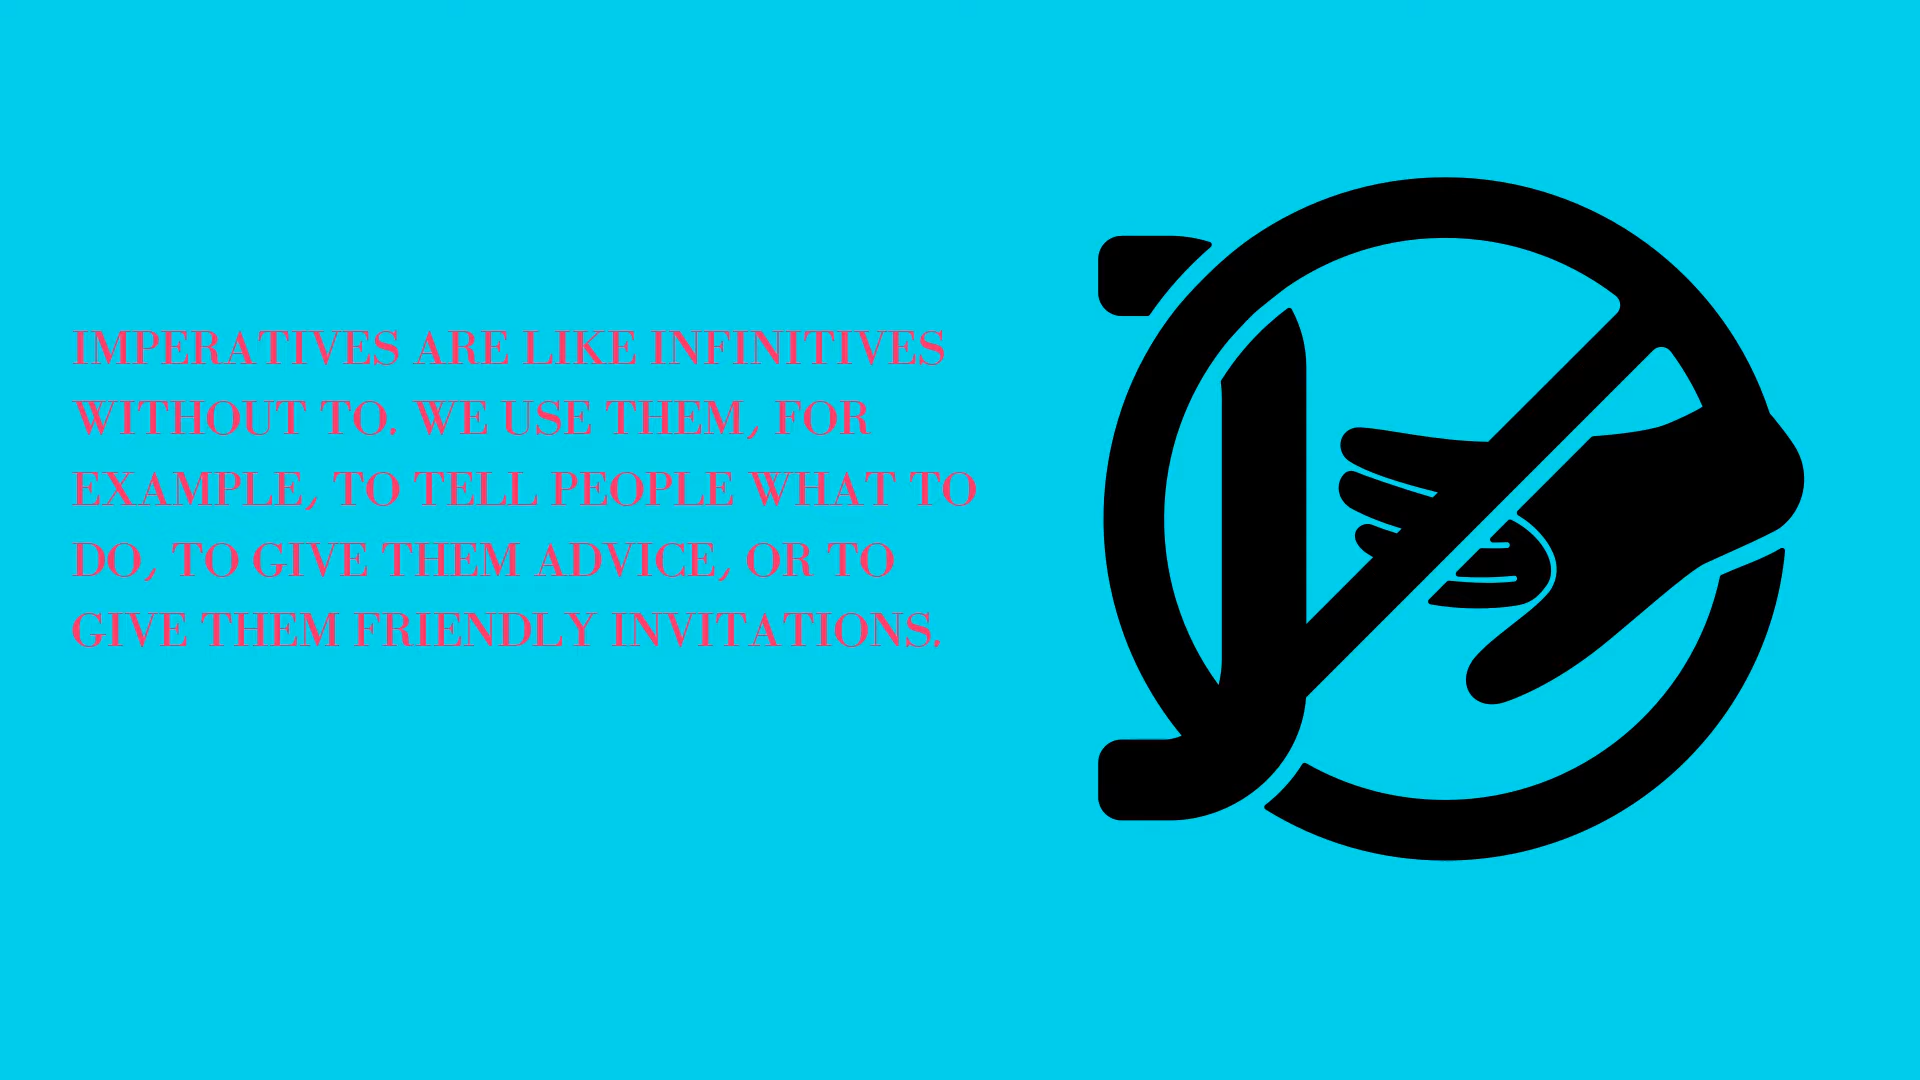 IMPERATIVES ARE LIKE INFINITIVES
WITHOUT TO. WE USE THEM, FOR
EXAMPLE, TO TELL PEOPLE WHAT TO
DO, TO GIVE THEM ADVICE, OR TO
GIVE THEM FRIENDLY INVITATIONS.